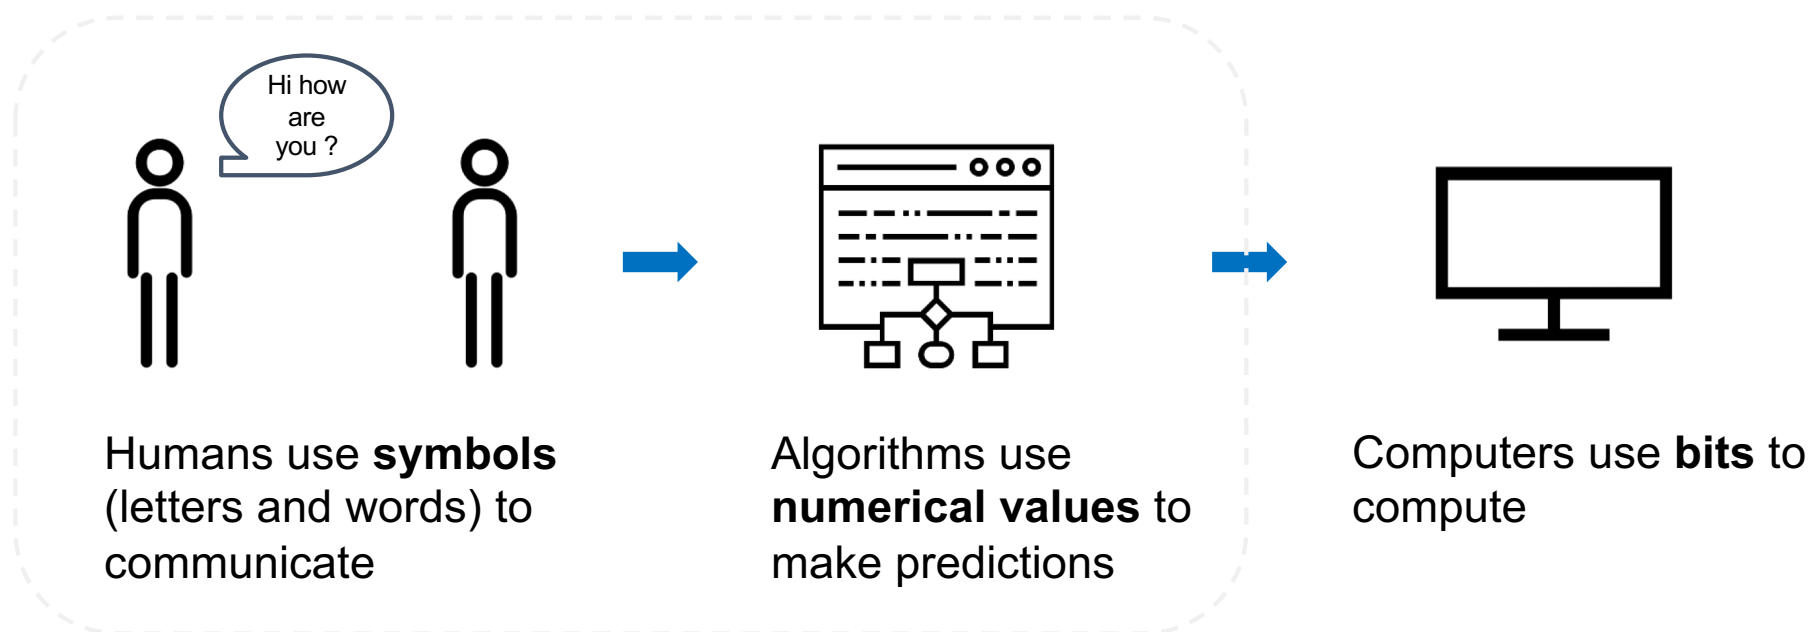 Hi how
are
you ?
Humans use symbols
(letters and words) to
communicate
Algorithms use
numerical values to
make predictions
Computers use bits to
compute